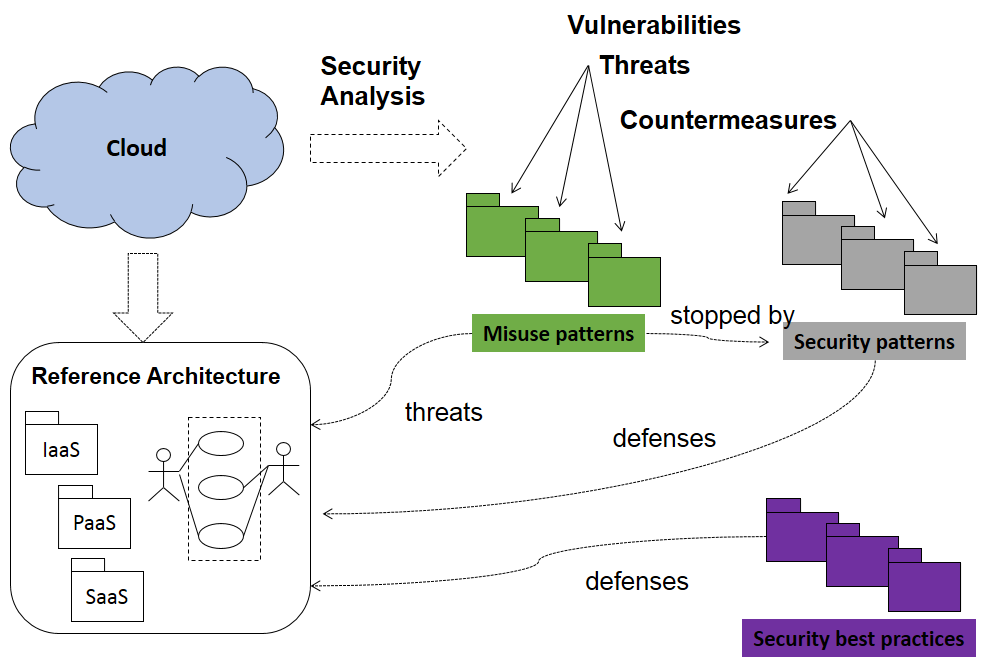 Vulnerabilities
Threats
Security
Analysis
Countermeasures
Cloud
stopped by
Misuse patterns
Security patterns
Reference Architecture
threats
IaaS
defenses
PaaS
defenses
SaaS
Security best practices